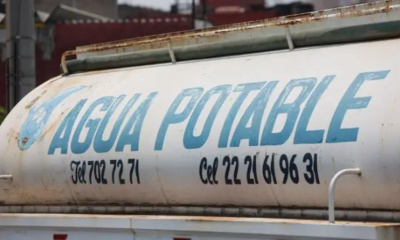 AGUA POTABLE
Tel 702 72 71 Cel 22 21 61 96 31